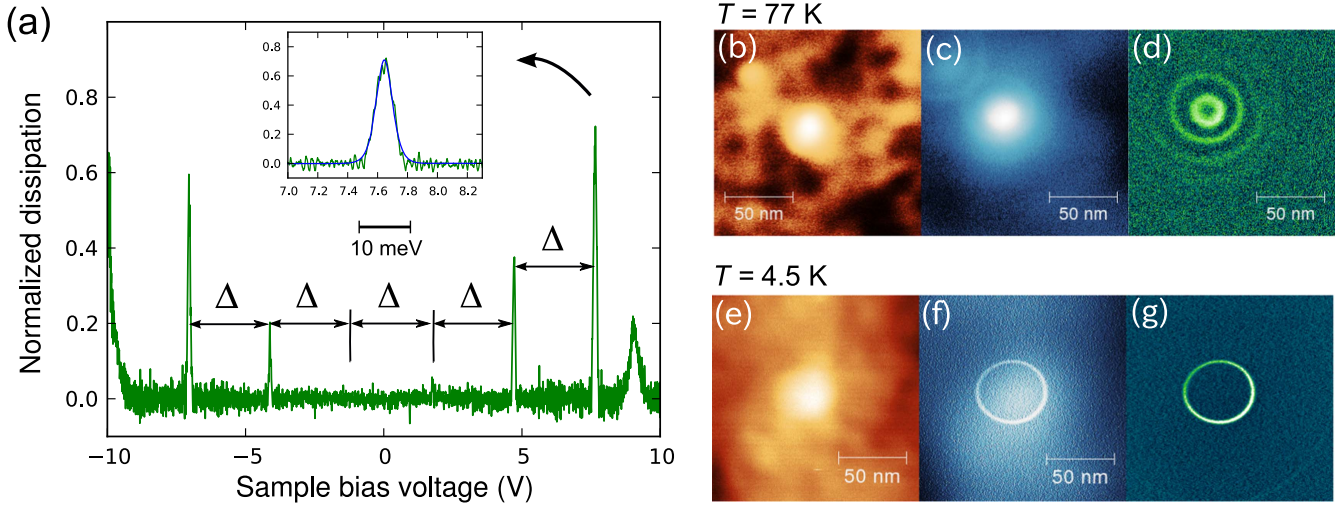 (a)
Normalized dissipation
0.8
0.6
0.4
0.2
0.0
−10
−5
0
5
10
Sample bias voltage (V)
0.8
0.6
0.4
0.2
0.0
7.0
7.2
7.4
7.6
7.8
8.0
8.2
10 meV
Δ
Δ
Δ
Δ
Δ
T = 77 K
(b)
50 nm
(c)
50 nm
(d)
50 nm
T = 4.5 K
(e)
50 nm
(f)
50 nm
(g)
50 nm